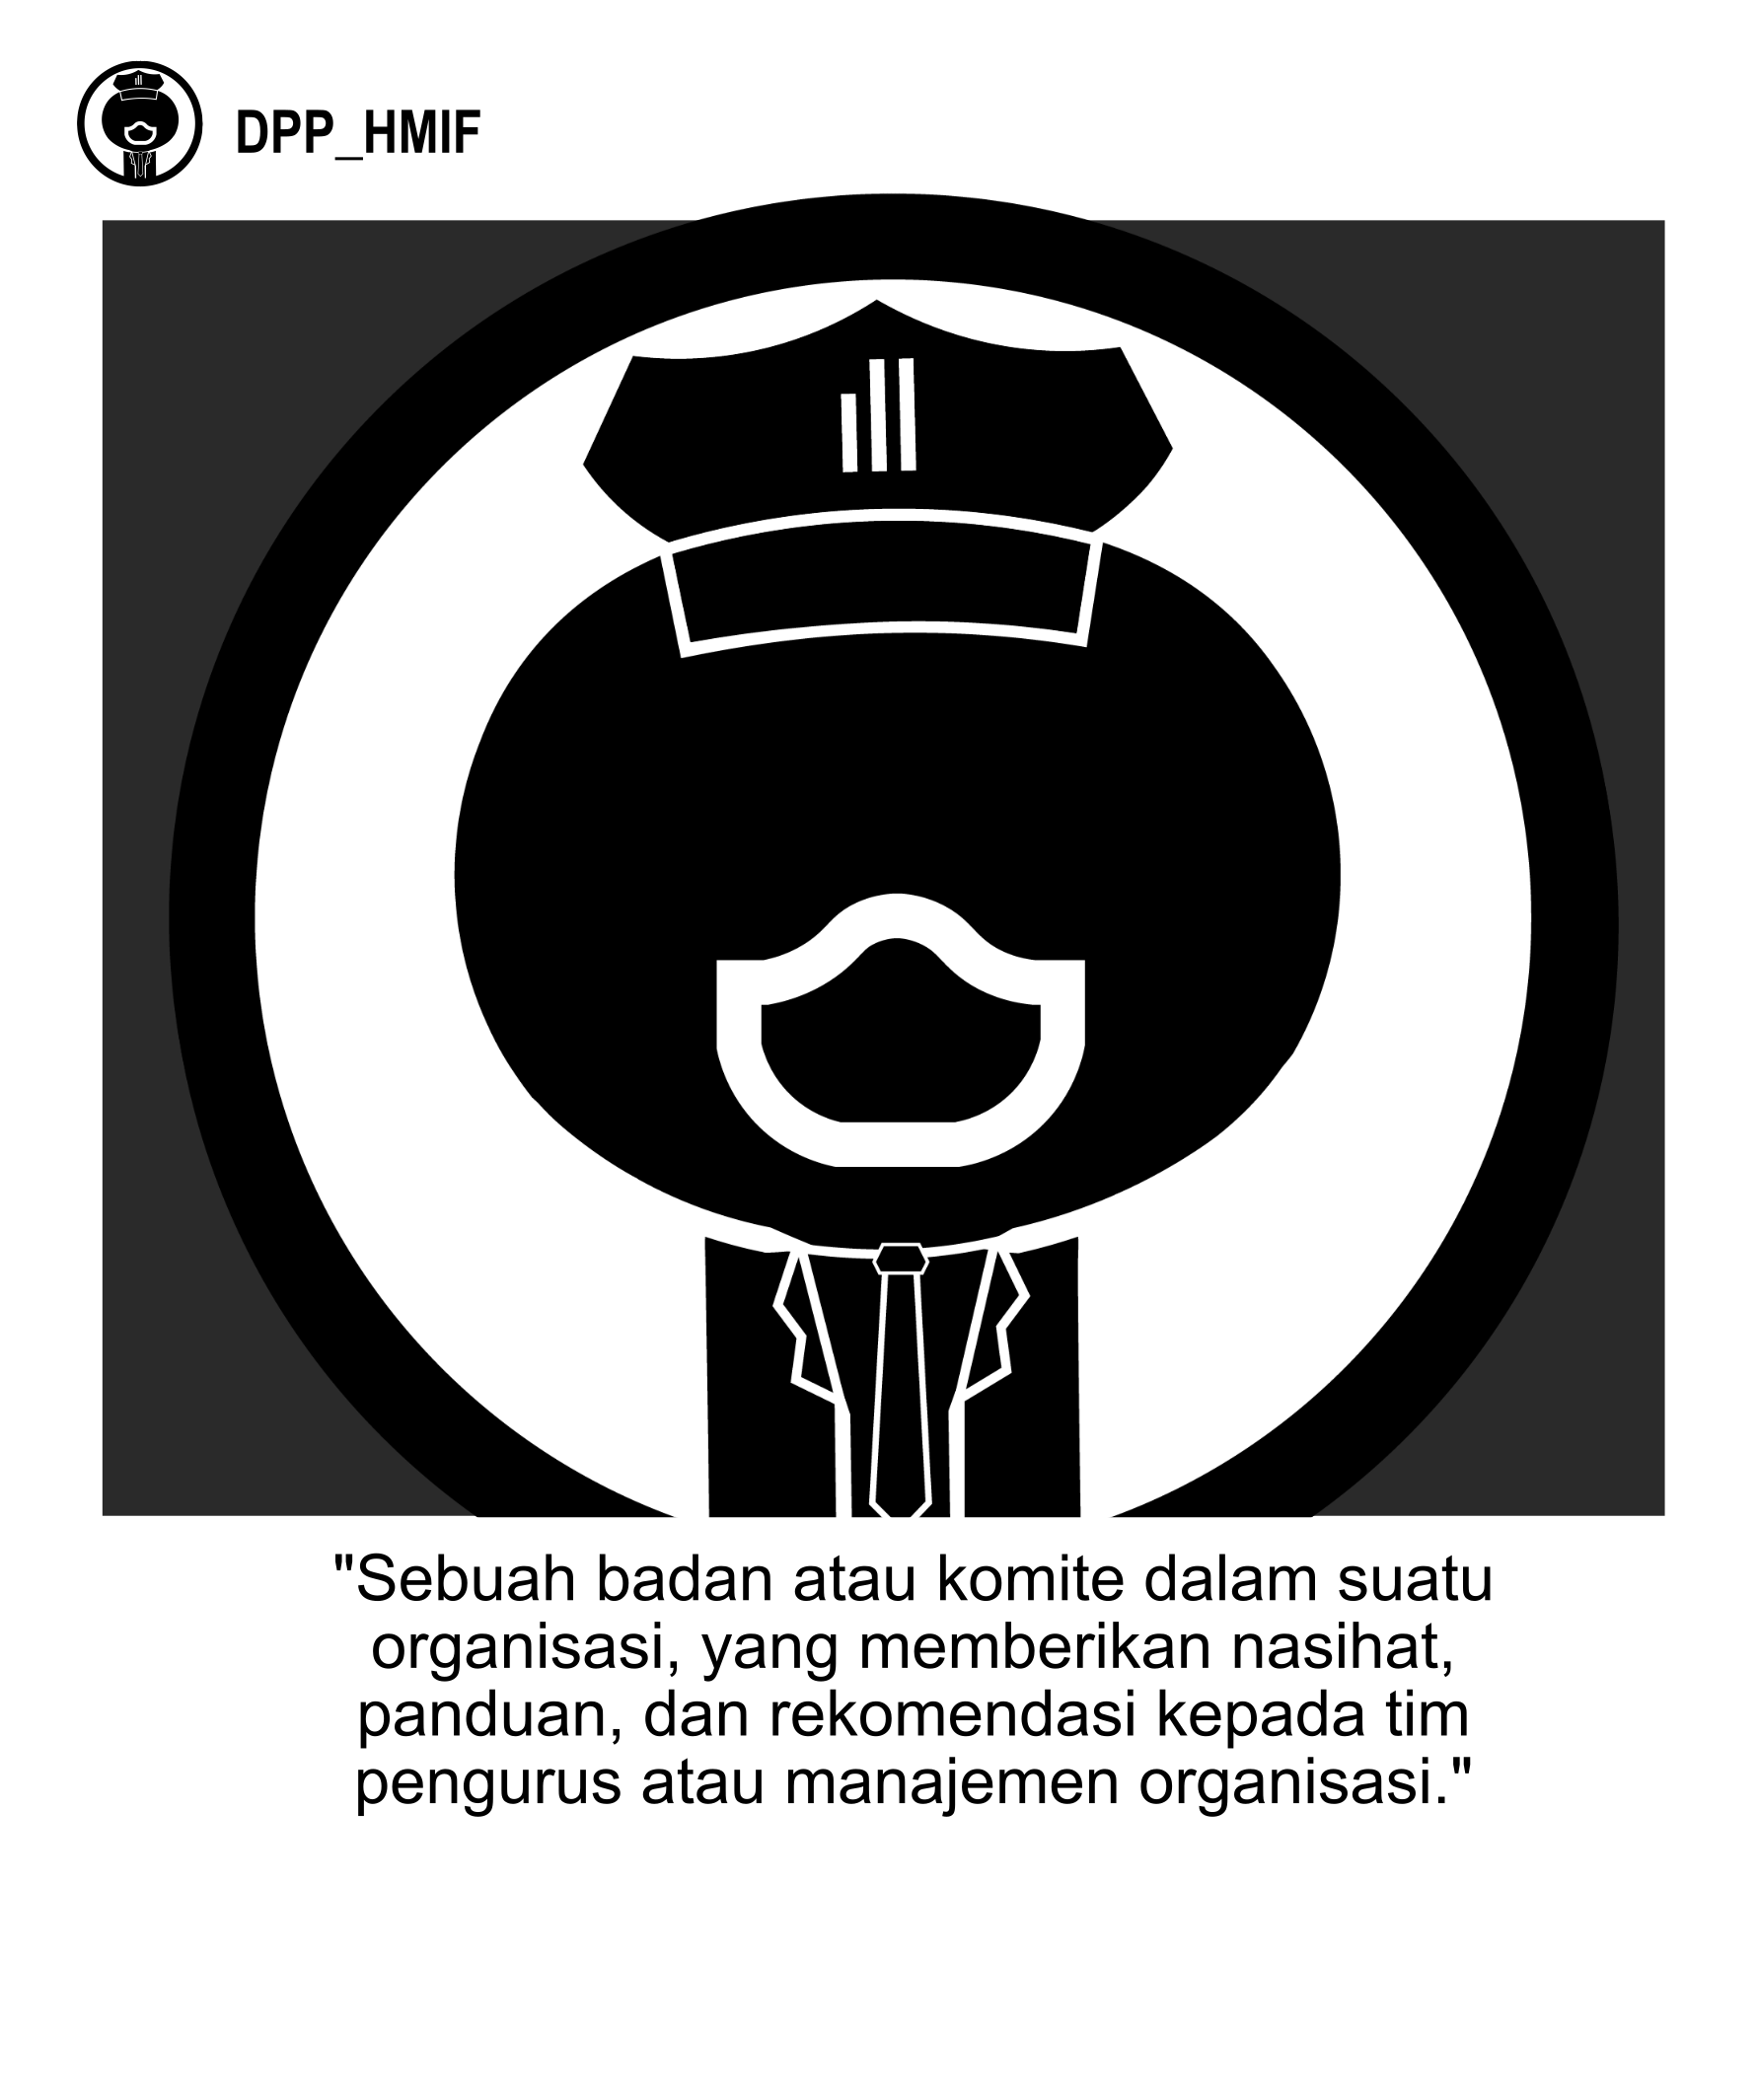 DPP_HMIF
"Sebuah badan atau komite dalam suatu
organisasi, yang memberikan nasihat,
panduan, dan rekomendasi kepada tim
pengurus atau manajemen organisasi."